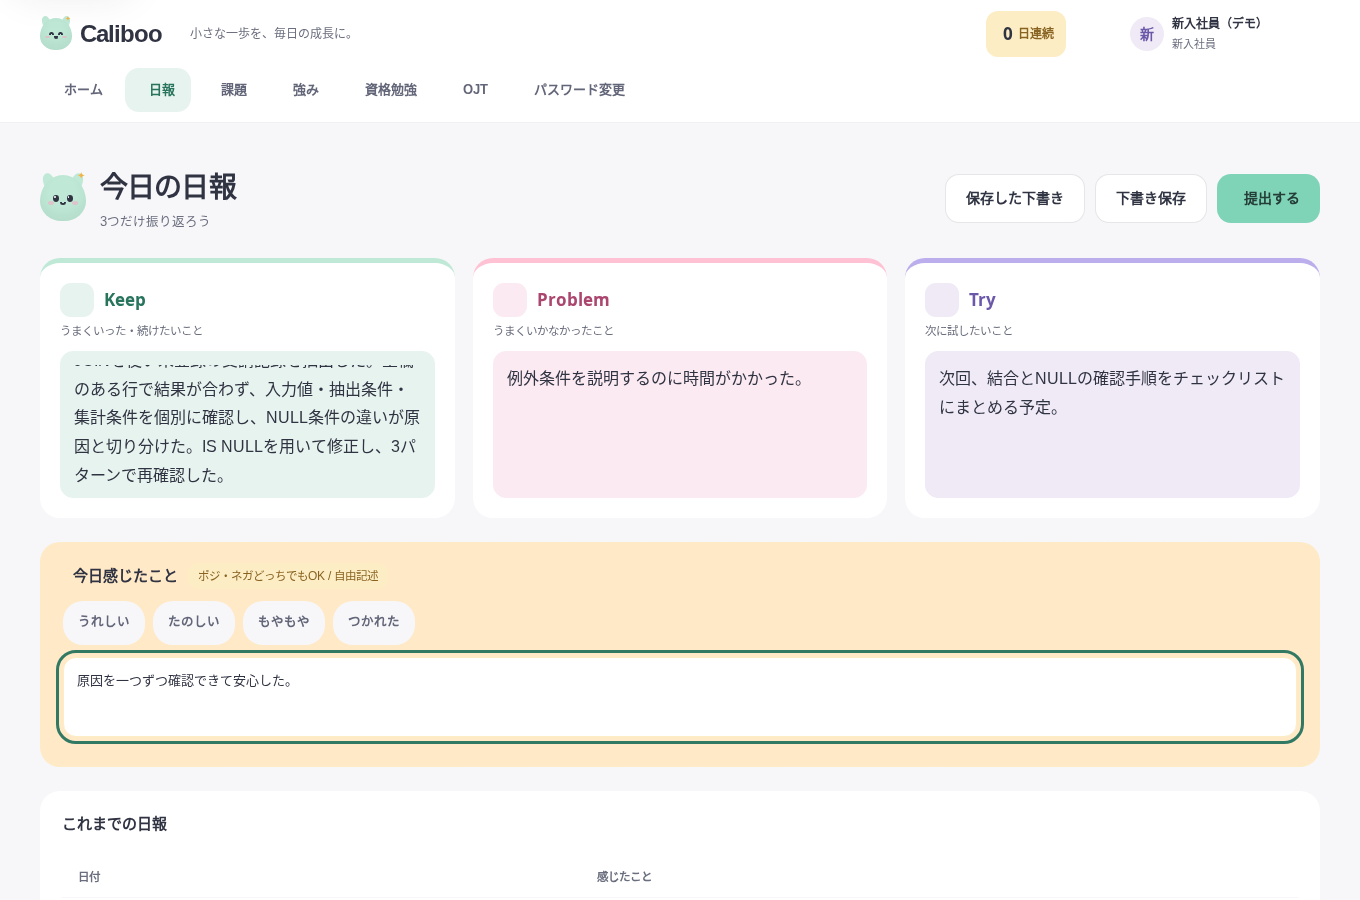 Caliboo
小さな一歩を、毎日の成長に。
0 日連続
新
新入社員（デモ）
新入社員
ホーム
日報
課題
強み
資格勉強
OJT
パスワード変更
今日の日報
3つだけ振り返ろう
保存した下書き
下書き保存
提出する
Keep
うまくいった・続けたいこと
のある行で結果が合わず、入力値・抽出条件・
集計条件を個別に確認し、NULL条件の違いが原
因と切り分けた。IS NULLを用いて修正し、3パ
ターンで再確認した。
Problem
うまくいかなかったこと
例外条件を説明するのに時間がかかった。
Try
次に試したいこと
次回、結合とNULLの確認手順をチェックリスト
にまとめる予定。
今日感じたこと
ポジ・ネガどっちでもOK / 自由記述
うれしい
たのしい
もやもや
つかれた
原因を一つずつ確認できて安心した。
これまでの日報
日付
感じたこと